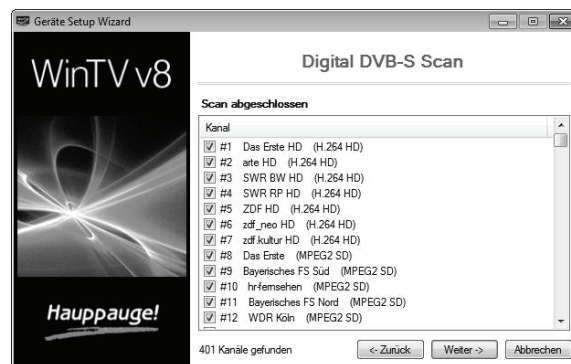 Geräte Setup Wizard
WinTV v8
Hauppauge!
Digital DVB-S Scan
Scan abgeschlossen
Kanal
#1 Das Erste HD (H.264 HD)
#2 arte HD (H.264 HD)
#3 SWR BW HD (H.264 HD)
#4 SWR RP HD (H.264 HD)
#5 ZDF HD (H.264 HD)
#6 zdf_neo HD (H.264 HD)
#7 zdf.kultur HD (H.264 HD)
#8 Das Erste (MPEG2 SD)
#9 Bayerisches FS Süd (MPEG2 SD)
#10 hr-fernsehen (MPEG2 SD)
#11 Bayerisches FS Nord (MPEG2 SD)
#12 WDR Köln (MPEG2 SD)
401 Kanäle gefunden
<- Zurück Weiter -> Abbrechen